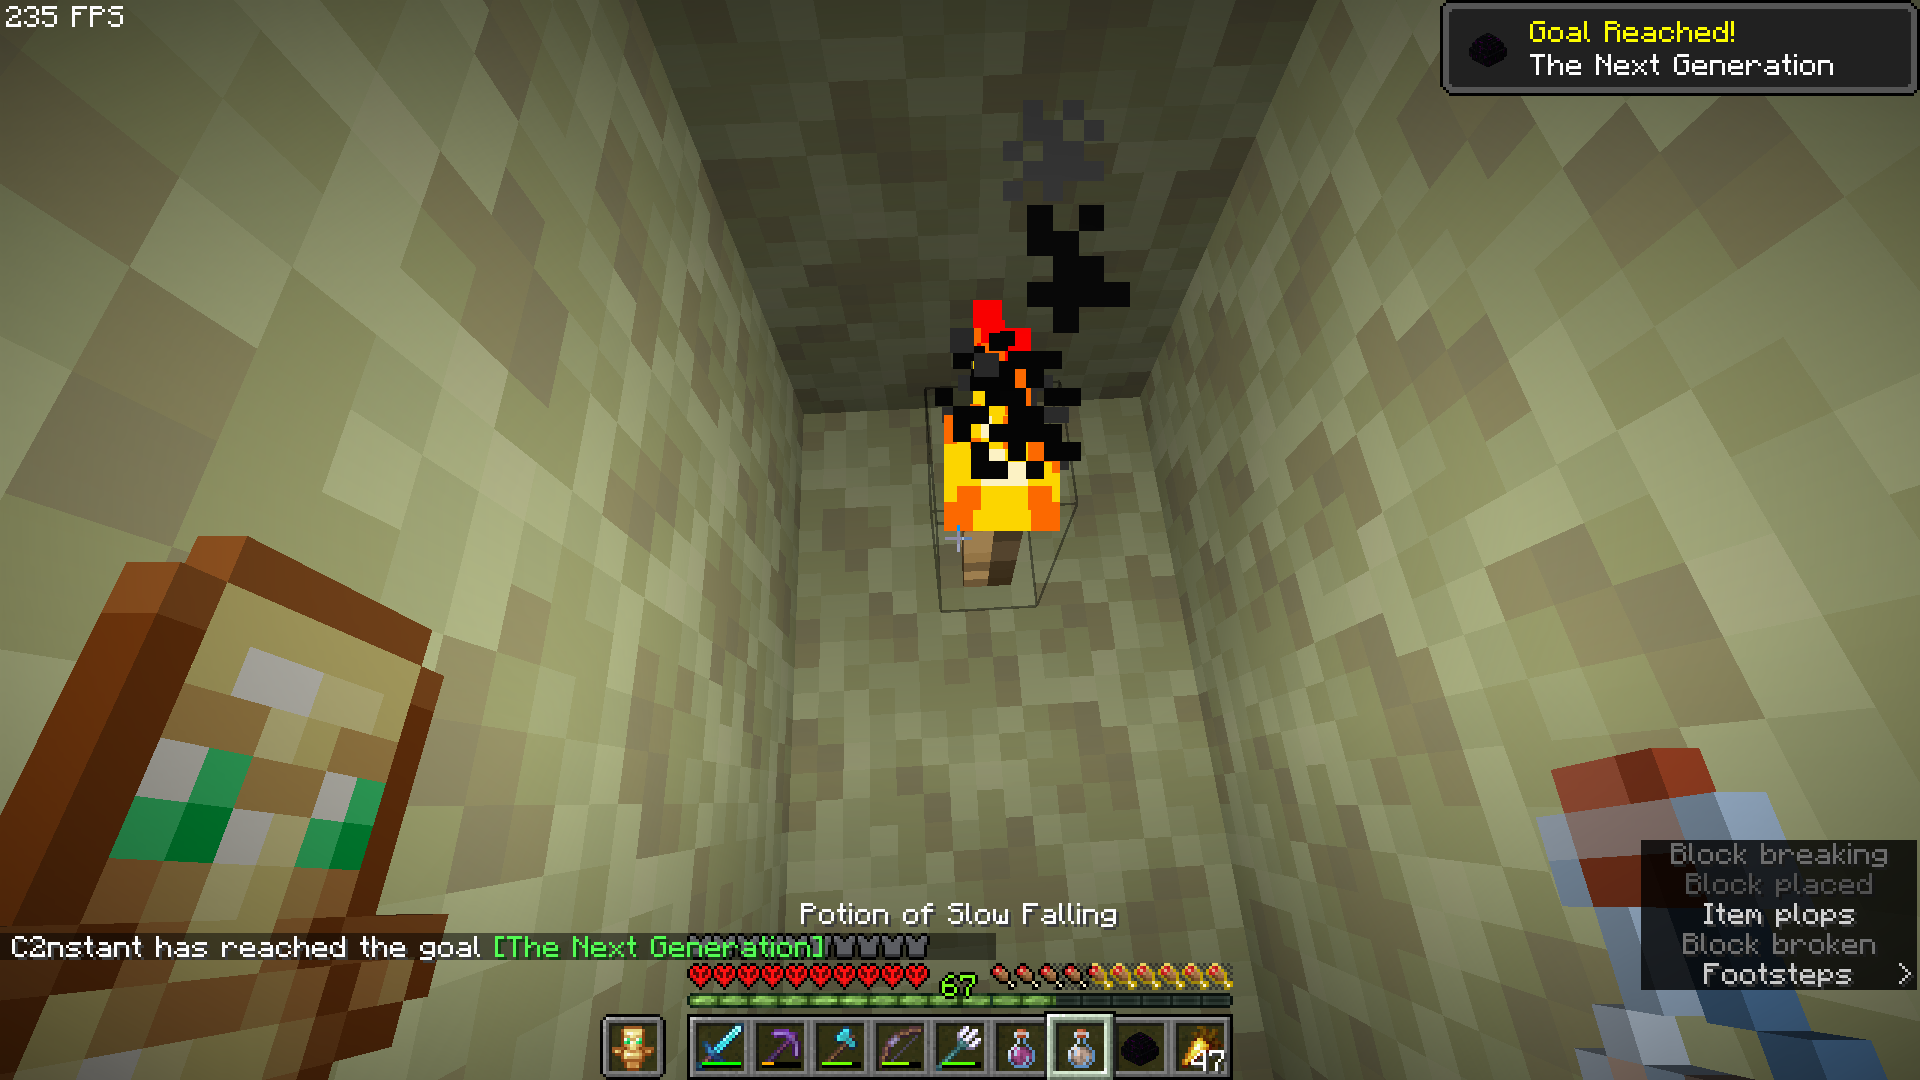 235 FPS
Goal Reached!
The Next Generation
Block breaking
Block placed
Item plops
Block broken
Footsteps >
Potion of Slow Falling
C2nstant has reached the goal [The Next Generation]
67
47